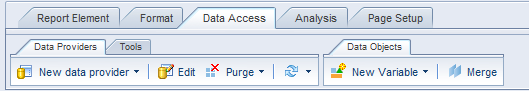 Report Element Format Data Access Analysis Page Setup
Data Providers Tools Data Objects
New data provider Edit Purge New Variable Merge